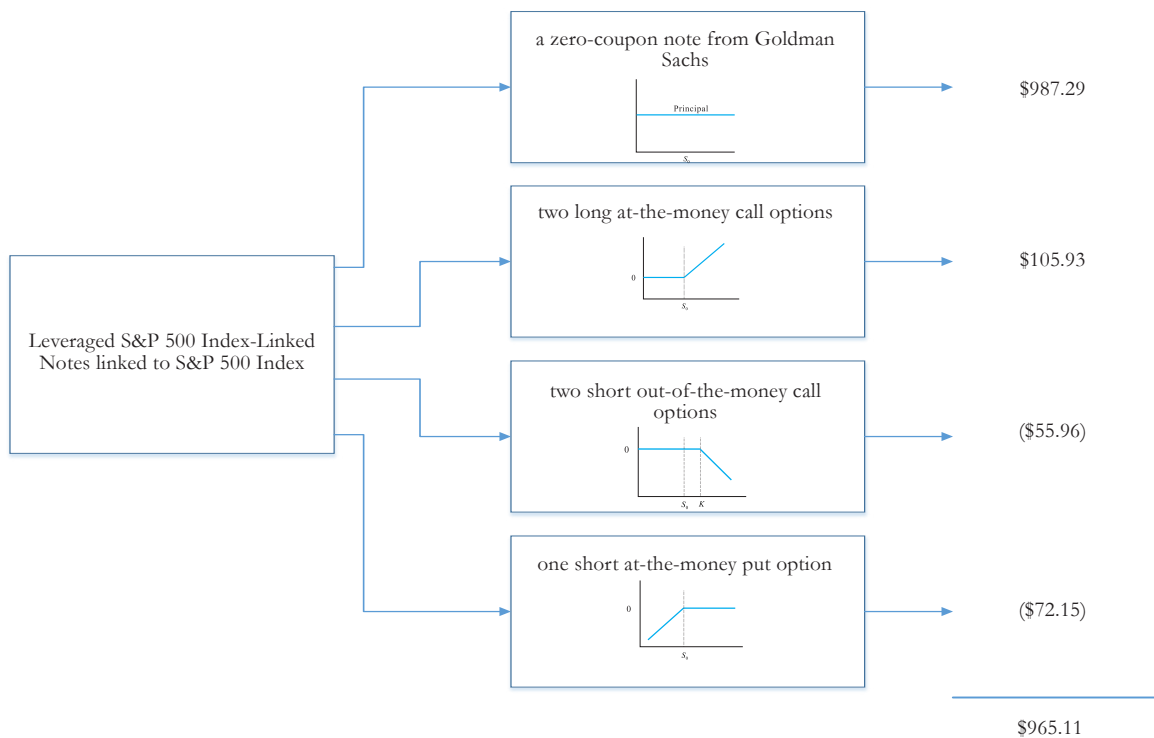 Leveraged S&P 500 Index-Linked
Notes linked to S&P 500 Index
a zero-coupon note from Goldman
Sachs
Principal
S₀
$987.29
two long at-the-money call options
0
S₀
$105.93
two short out-of-the-money call
options
0
S₀ K
($55.96)
one short at-the-money put option
0
S₀
($72.15)
$965.11